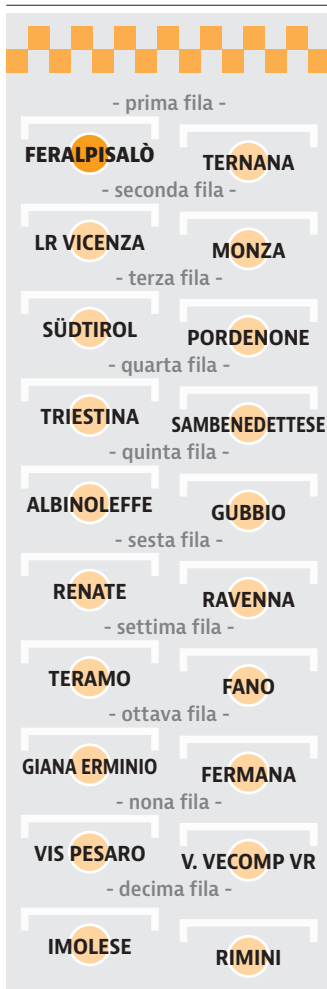 - prima fila -
FERALPISALÒ
TERNANA
- seconda fila -
LR VICENZA
MONZA
- terza fila -
SÜDTIROL
PORDENONE
- quarta fila -
TRIESTINA
SAMBENEDETTESE
- quinta fila -
ALBINOLEFFE
GUBBIO
- sesta fila -
RENATE
RAVENNA
- settima fila -
TERAMO
FANO
- ottava fila -
GIANA ERMINIO
FERMANA
- nona fila -
VIS PESARO
V. VECOMP VR
- decima fila -
IMOLESE
RIMINI